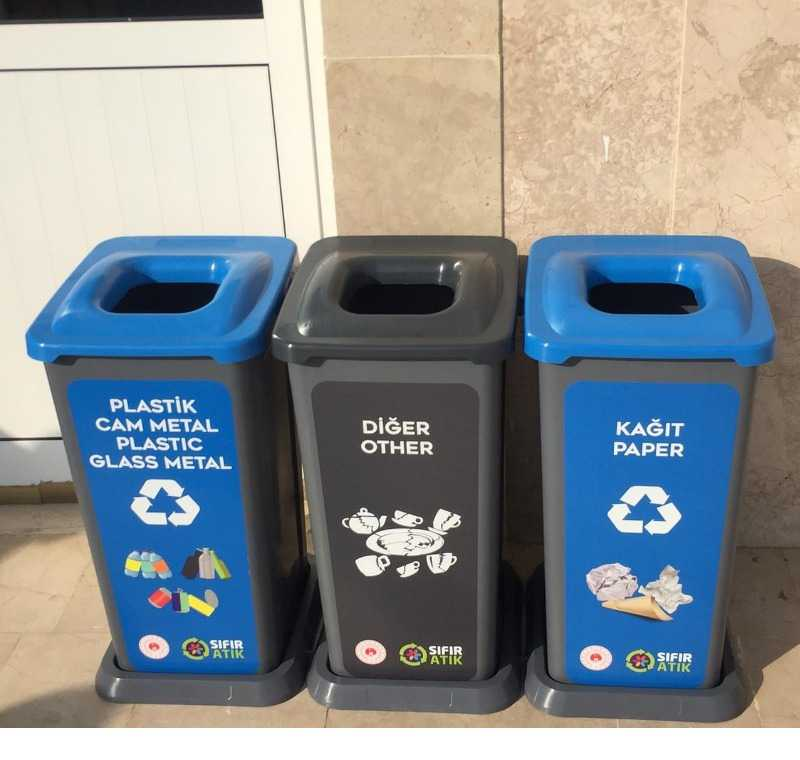 PLASTİK
CAM METAL
PLASTIC
GLASS METAL
SIFIR
ATIK
DİĞER
OTHER
SIFIR
ATIK
KAĞIT
PAPER
SIFIR
ATIK